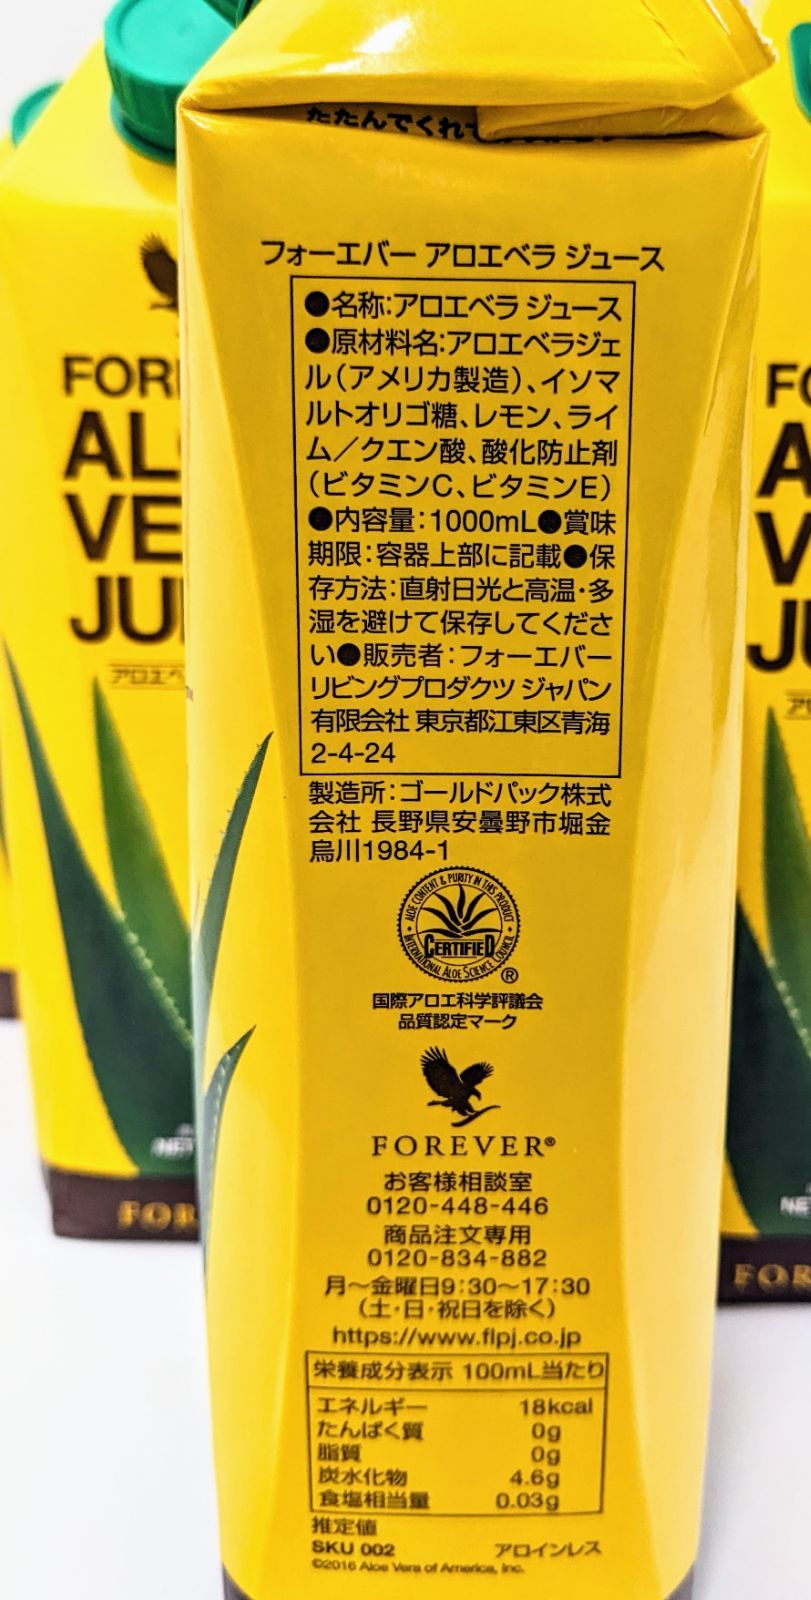 たたんでくれて
フォーエバー アロエベラ ジュース
●名称:アロエベラ ジュース
●原材料名:アロエベラジェ
ル(アメリカ製造)、イソマ
ルトオリゴ糖、レモン、ライ
ム/クエン酸、酸化防止剤
(ビタミンC、ビタミンE)
●内容量:1000mL●賞味
期限:容器上部に記載●保
存方法:直射日光と高温・多
湿を避けて保存してくださ
い●販売者:フォーエバー
リビングプロダクツ ジャパン
有限会社 東京都江東区青海
2-4-24
製造所:ゴールドパック株式
会社 長野県安曇野市堀金
烏川1984-1
ALOE CONTENT & PURITY IN THIS PRODUCT
CERTIFIED
INTERNATIONAL ALOE SCIENCE COUNCIL
®
国際アロエ科学評議会
品質認定マーク
FOREVER®
お客様相談室
0120-448-446
商品注文専用
0120-834-882
月〜金曜日9:30〜17:30
(土・日・祝日を除く)
https://www.flpj.co.jp
栄養成分表示 100mL当たり
エネルギー 18kcal
たんぱく質 0g
脂質 0g
炭水化物 4.6g
食塩相当量 0.03g
推定値
SKU 002 アロインレス
©2016 Aloe Vera of America, Inc.
FOR
AL
VE
JU
アロエベ
NET
FOR
FO
A
V
JU
NE
FOR